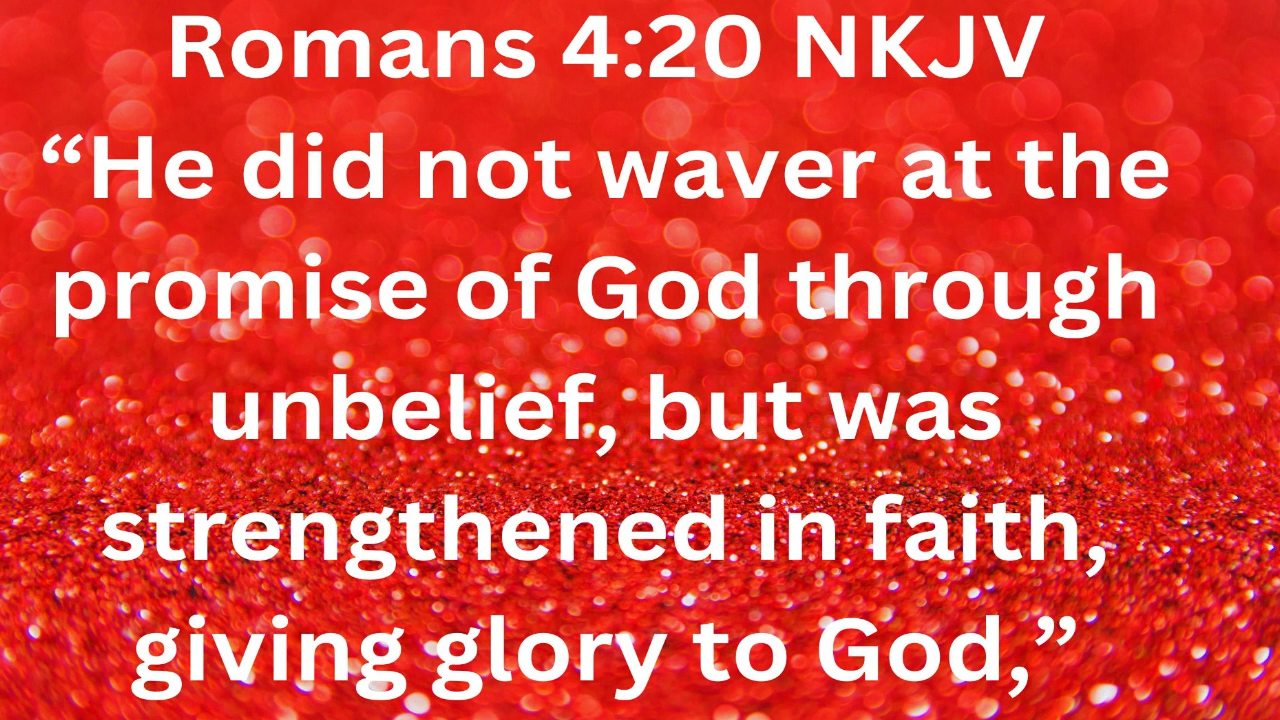 Romans 4:20 NKJV
“He did not waver at the
promise of God through
unbelief, but was
strengthened in faith,
giving glory to God,”